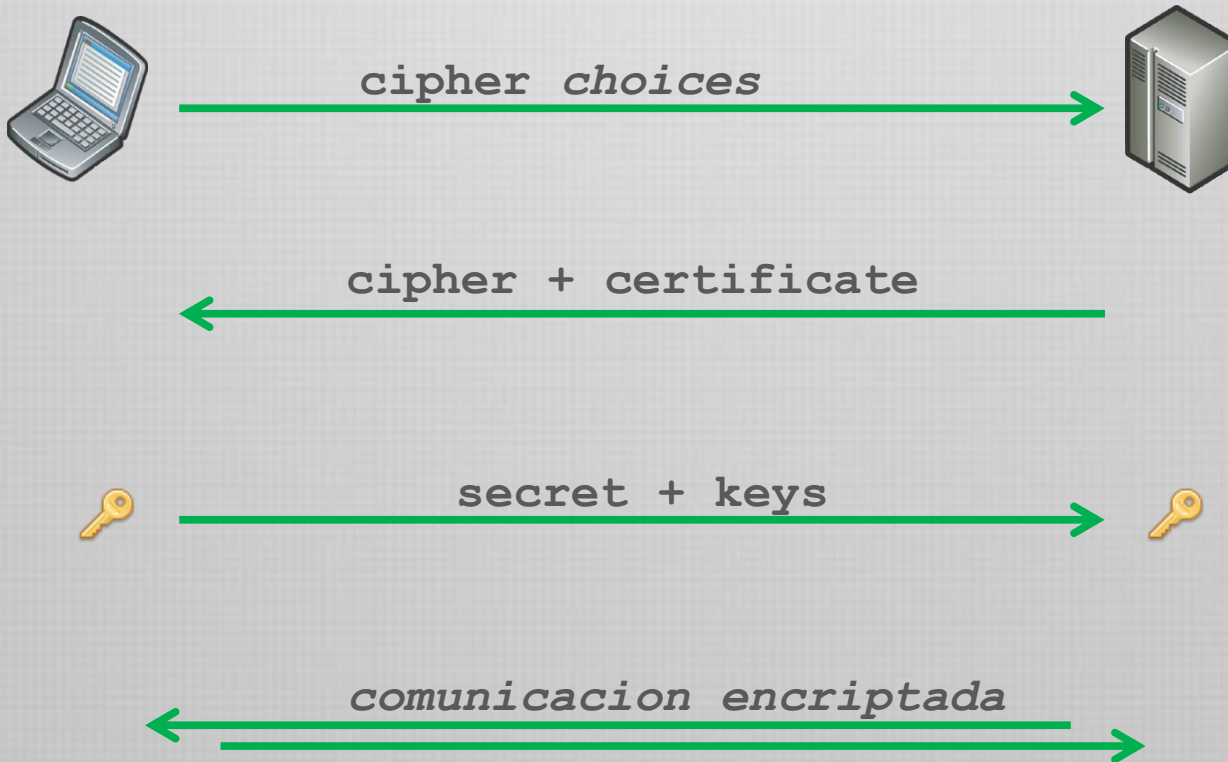 cipher choices
cipher + certificate
secret + keys
comunicacion encriptada